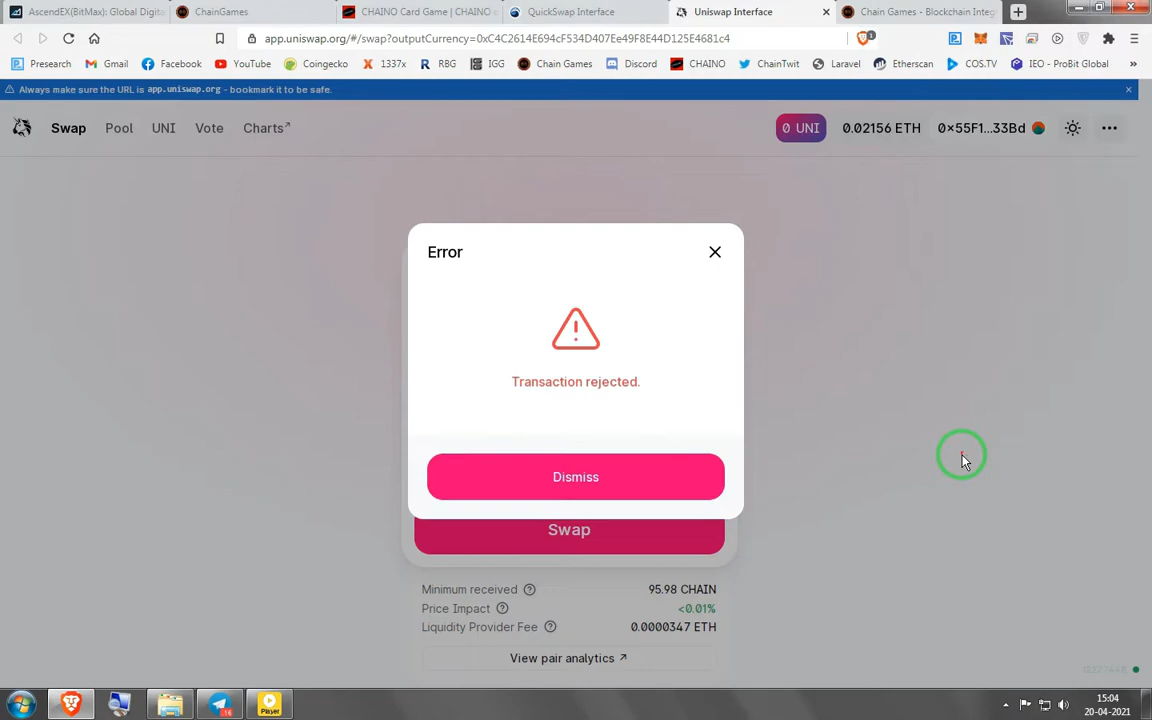 AscendEX(BitMax): Global Digita
ChainGames
CHAINO Card Game | CHAINO
QuickSwap Interface
Uniswap Interface
Chain Games - Blockchain Integ
app.uniswap.org/#/swap?outputCurrency=0xC4C2614E694cF534D407Ee49F8E44D125E4681c4
1
Presearch
Gmail
Facebook
YouTube
Coingecko
1337x
RBG
IGG
Chain Games
Discord
CHAINO
ChainTwit
Laravel
Etherscan
COS.TV
IEO - ProBit Global
Always make sure the URL is app.uniswap.org - bookmark it to be safe.
Swap
Pool
UNI
Vote
Charts↗
0 UNI
0.02156 ETH
0×55F1...33Bd
Error
Transaction rejected.
Dismiss
Swap
Minimum received
95.98 CHAIN
Price Impact
<0.01%
Liquidity Provider Fee
0.0000347 ETH
View pair analytics ↗
Player
15:04
20-04-2021